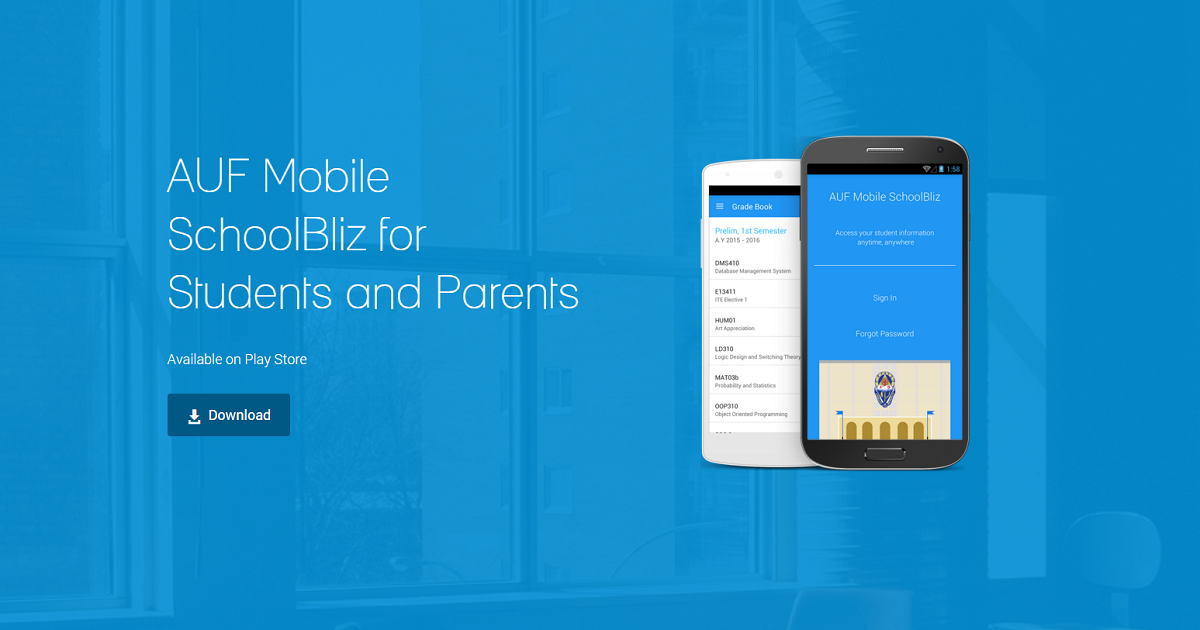 AUF Mobile
SchoolBliz for
Students and Parents
Available on Play Store
Download
Grade Book
Prelim, 1st Semester
A.Y 2015 - 2016
DMS410
Database Management System
E13411
ITE Elective 1
HUM01
Art Appreciation
LD310
Logic Design and Switching Theory
MAT03b
Probability and Statistics
OOP310
Object Oriented Programming
1:58
AUF Mobile SchoolBliz
Access your student information
anytime, anywhere
Sign In
Forgot Password